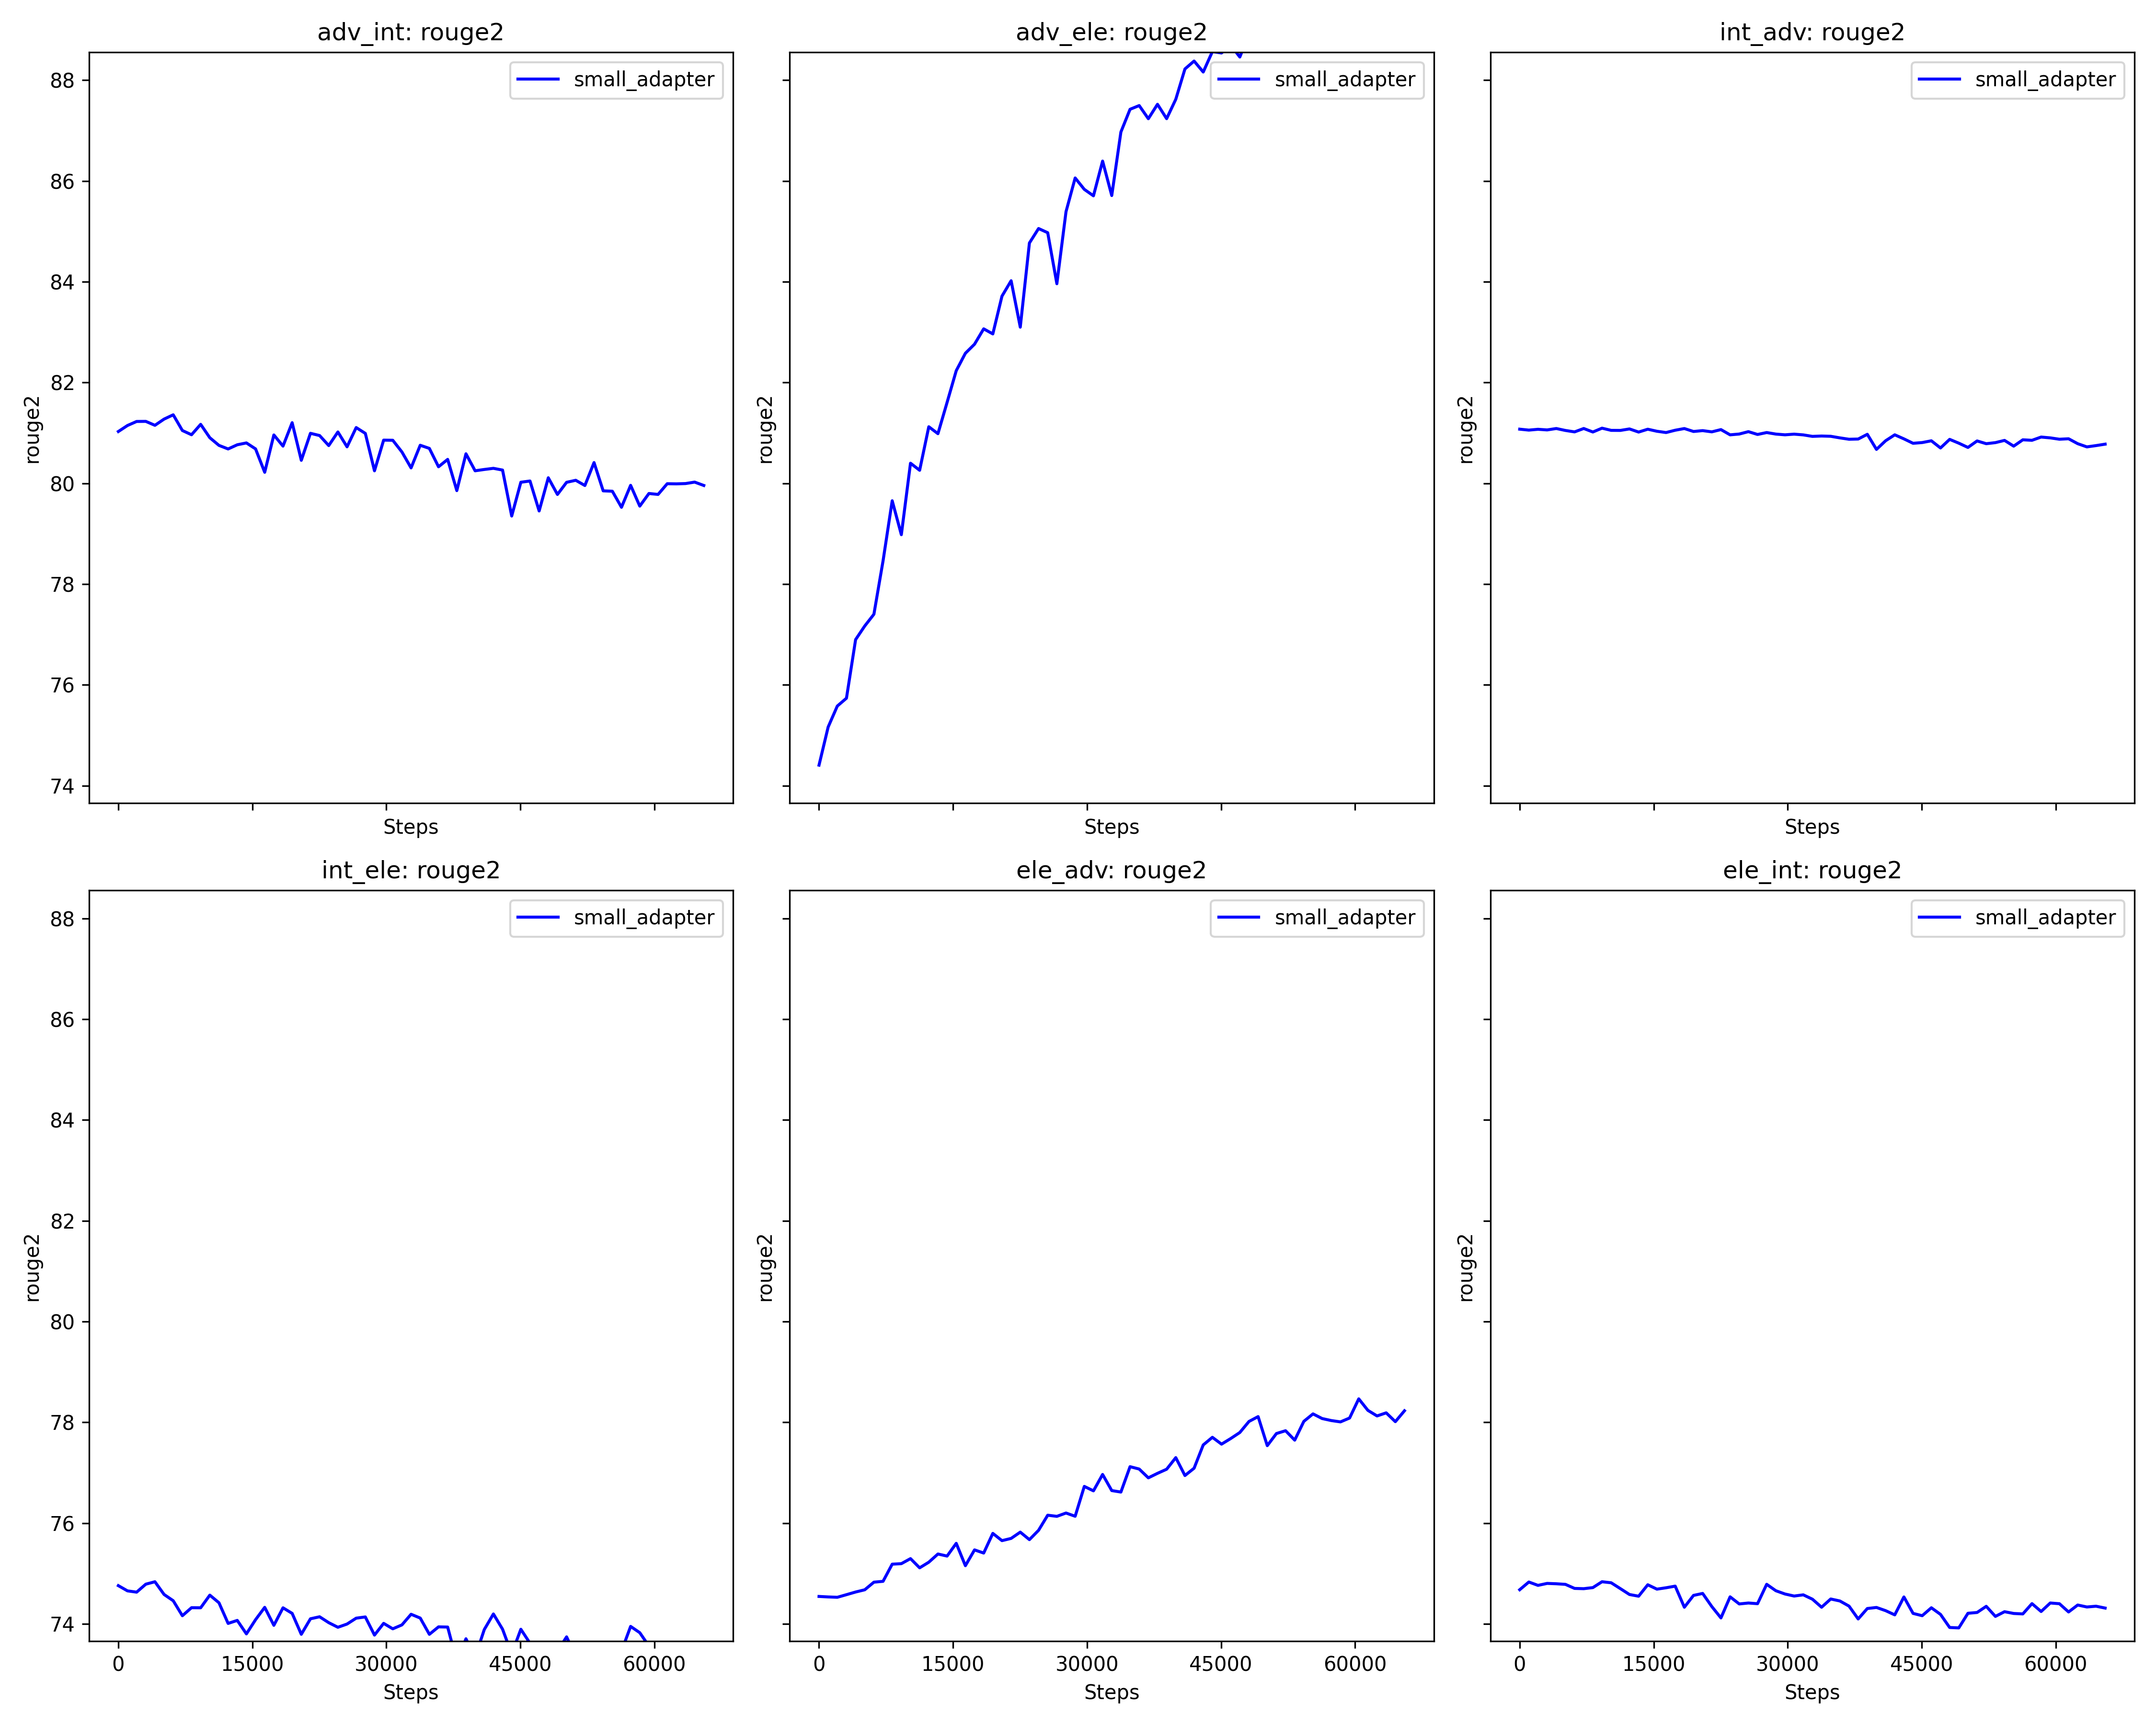 adv_int: rouge2
adv_ele: rouge2
int_adv: rouge2
small_adapter
small_adapter
small_adapter
88
86
84
82
80
78
76
74
rouge2
rouge2
rouge2
Steps
Steps
Steps
int_ele: rouge2
ele_adv: rouge2
ele_int: rouge2
small_adapter
small_adapter
small_adapter
88
86
84
82
80
78
76
74
rouge2
rouge2
rouge2
0 15000 30000 45000 60000
0 15000 30000 45000 60000
0 15000 30000 45000 60000
Steps
Steps
Steps